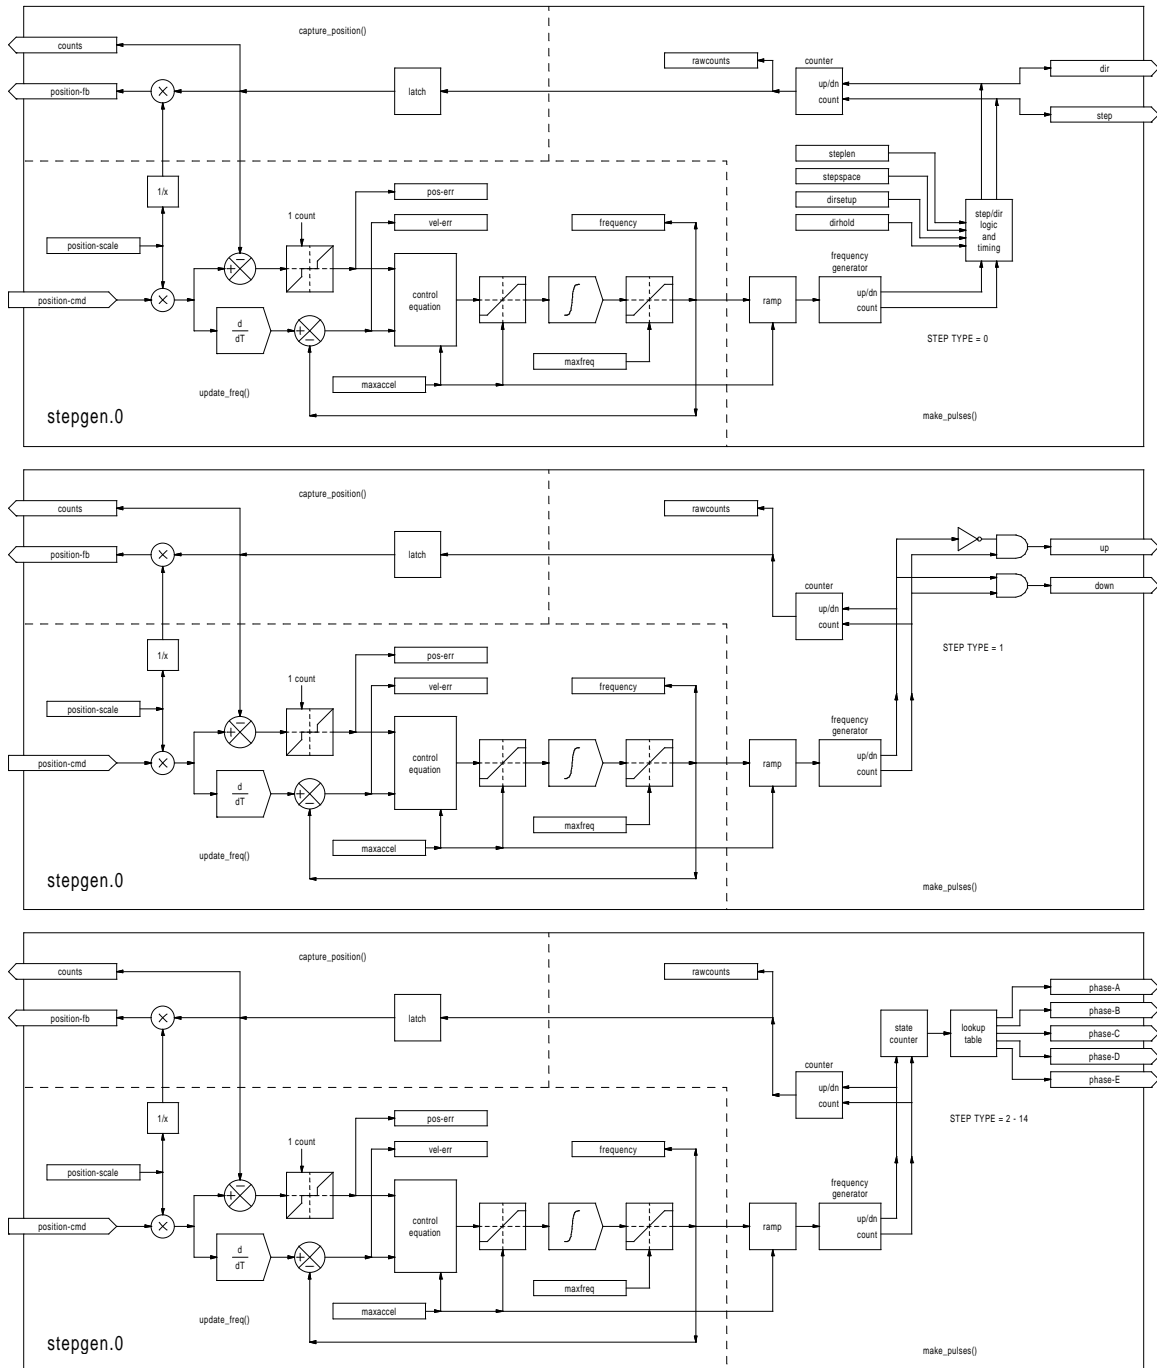 capture_position()
counts
rawcounts
counter
dir
position-fb
latch
up/dn
count
step
steplen
stepspace
dirsetup
dirhold
step/dir
logic
and
timing
1/x
pos-err
1 count
vel-err
frequency
position-scale
+
−
control
equation
frequency
generator
position-cmd
ramp
up/dn
count
d
dT
+
−
STEP TYPE = 0
maxfreq
maxaccel
update_freq()
stepgen.0
make_pulses()
capture_position()
counts
rawcounts
position-fb
latch
up
down
counter
up/dn
count
STEP TYPE = 1
1/x
pos-err
1 count
vel-err
frequency
position-scale
+
−
control
equation
frequency
generator
position-cmd
ramp
up/dn
count
d
dT
+
−
maxfreq
maxaccel
update_freq()
stepgen.0
make_pulses()
capture_position()
counts
rawcounts
position-fb
latch
state
counter
lookup
table
phase-A
phase-B
phase-C
phase-D
phase-E
counter
up/dn
count
STEP TYPE = 2 - 14
1/x
pos-err
1 count
vel-err
frequency
position-scale
+
−
control
equation
frequency
generator
position-cmd
ramp
up/dn
count
d
dT
+
−
maxfreq
maxaccel
update_freq()
stepgen.0
make_pulses()